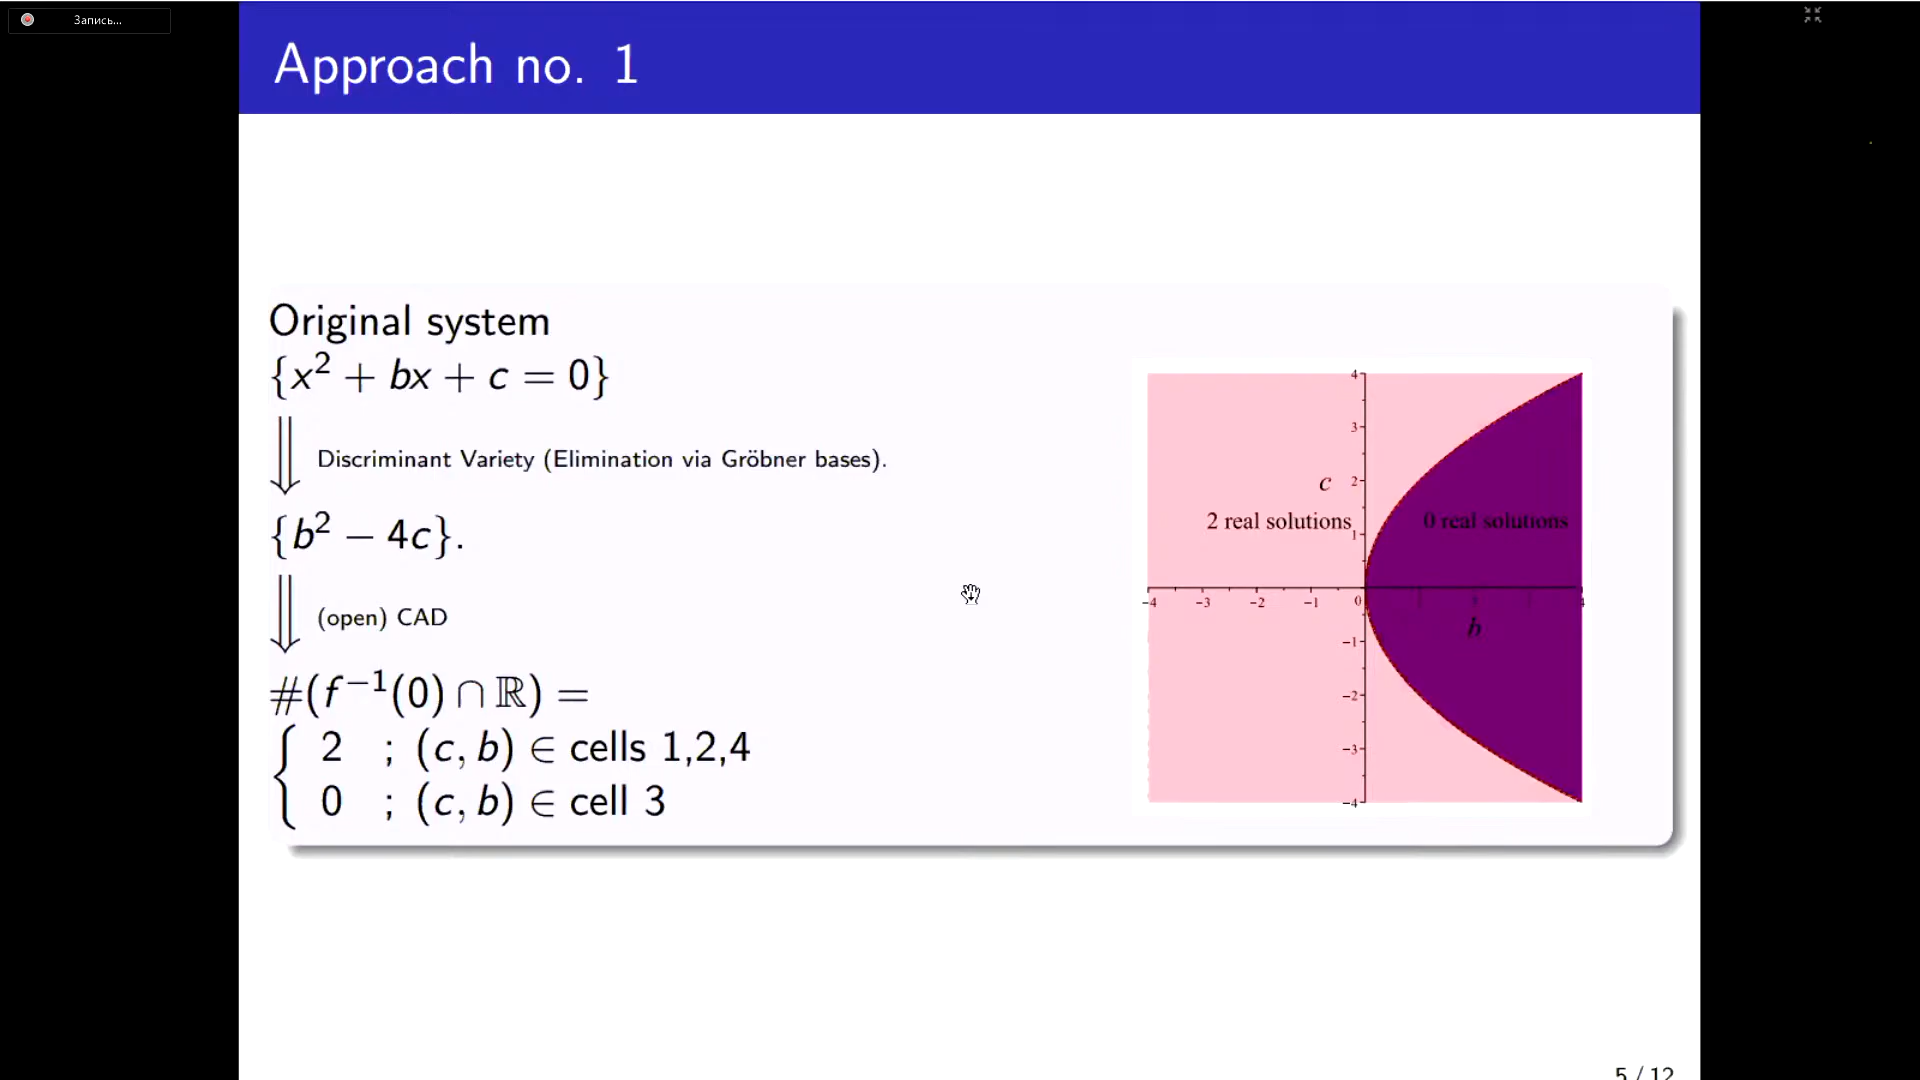 Запись...
Approach no. 1
Original system
{x² + bx + c = 0}
Discriminant Variety (Elimination via Gröbner bases).
{b² − 4c}.
(open) CAD
#(f⁻¹(0) ∩ ℝ) =
2 ; (c, b) ∈ cells 1,2,4
0 ; (c, b) ∈ cell 3
4
3
c 2
2 real solutions 0 real solutions
1
−4 −3 −2 −1 0 4
b
−1
−2
−3
−4
5 / 12